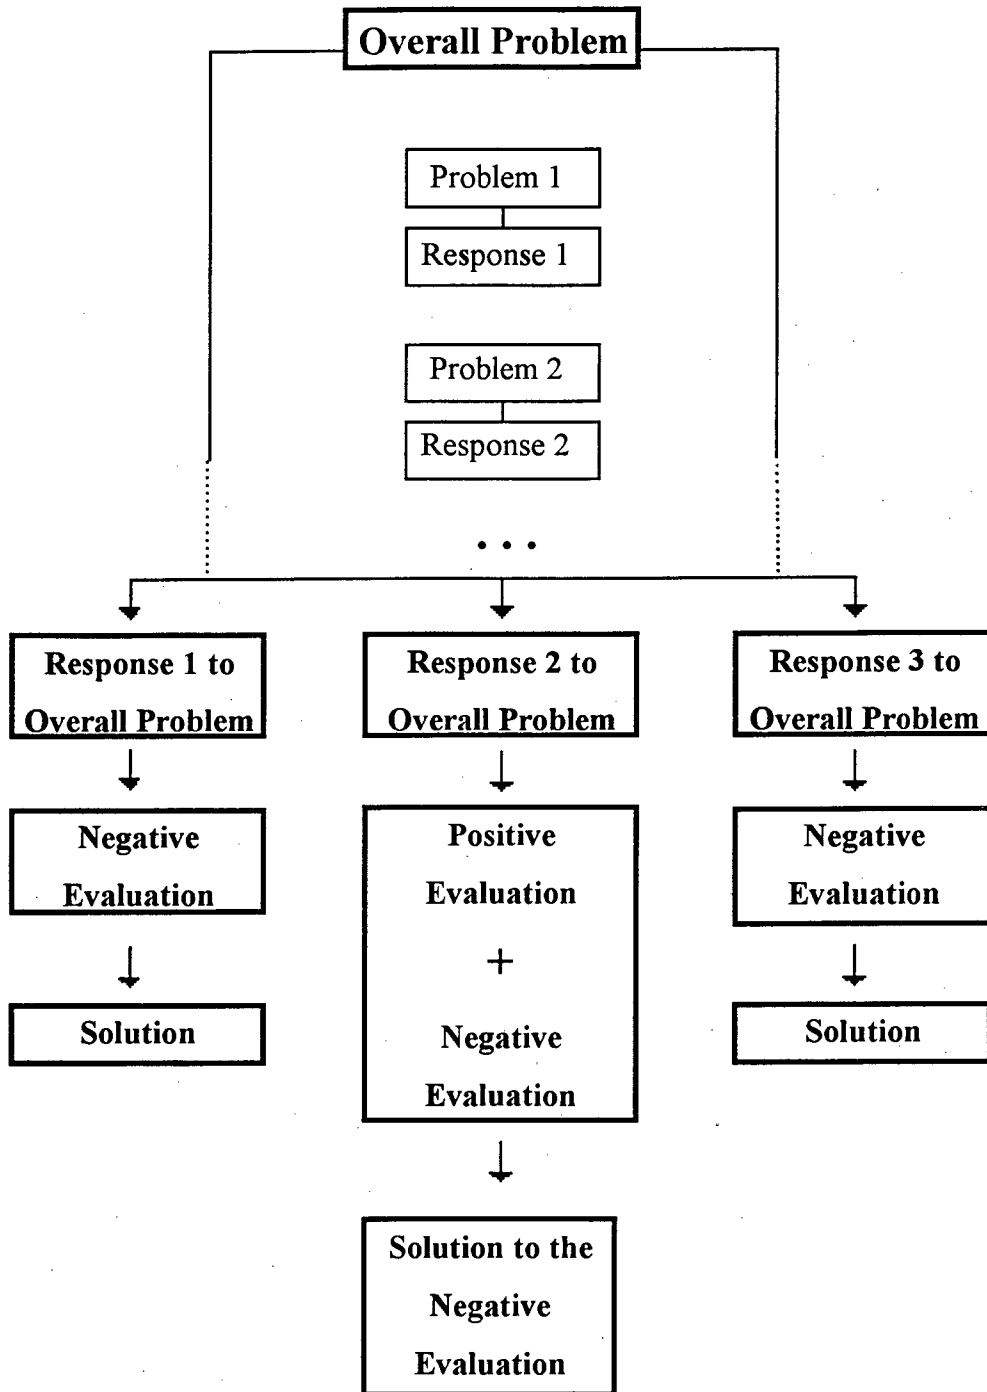 Overall Problem
Problem 1
Response 1
Problem 2
Response 2
...
Response 1 to
Overall Problem
Negative
Evaluation
Solution
Response 2 to
Overall Problem
Positive
Evaluation
+
Negative
Evaluation
Solution to the
Negative
Evaluation
Response 3 to
Overall Problem
Negative
Evaluation
Solution